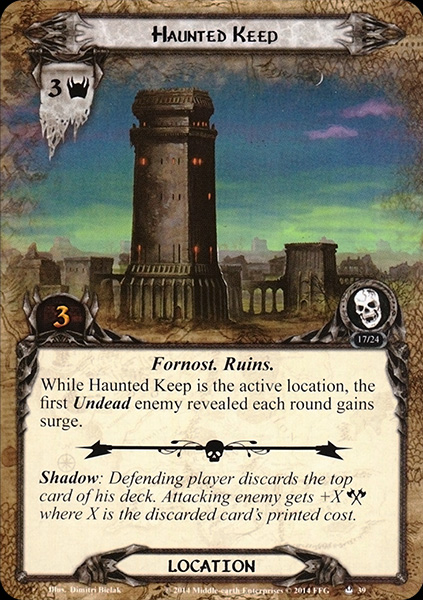 Haunted Keep
3
3
17/24
Fornost. Ruins.
While Haunted Keep is the active location, the
first Undead enemy revealed each round gains
surge.
Shadow: Defending player discards the top
card of his deck. Attacking enemy gets +X
where X is the discarded card's printed cost.
LOCATION
Illus. Dimitri Bielak © 2014 Middle-earth Enterprises © 2014 FFG 39